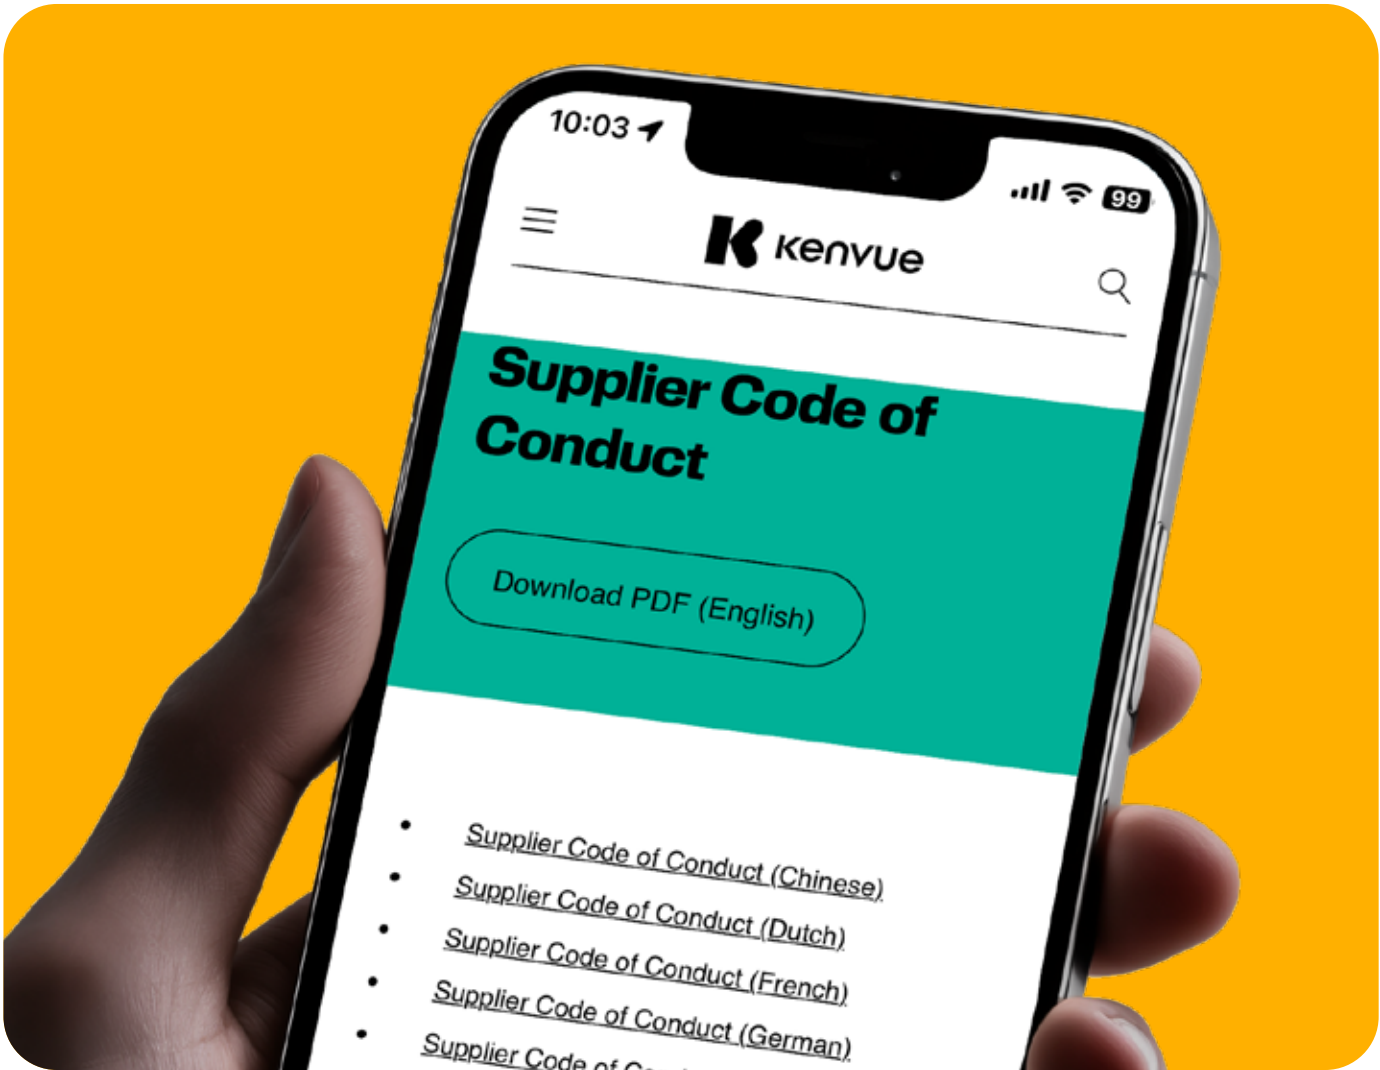 10:03
99
Kenvue
Supplier Code of
Conduct
Download PDF (English)
Supplier Code of Conduct (Chinese)
Supplier Code of Conduct (Dutch)
Supplier Code of Conduct (French)
Supplier Code of Conduct (German)
Supplier Code of